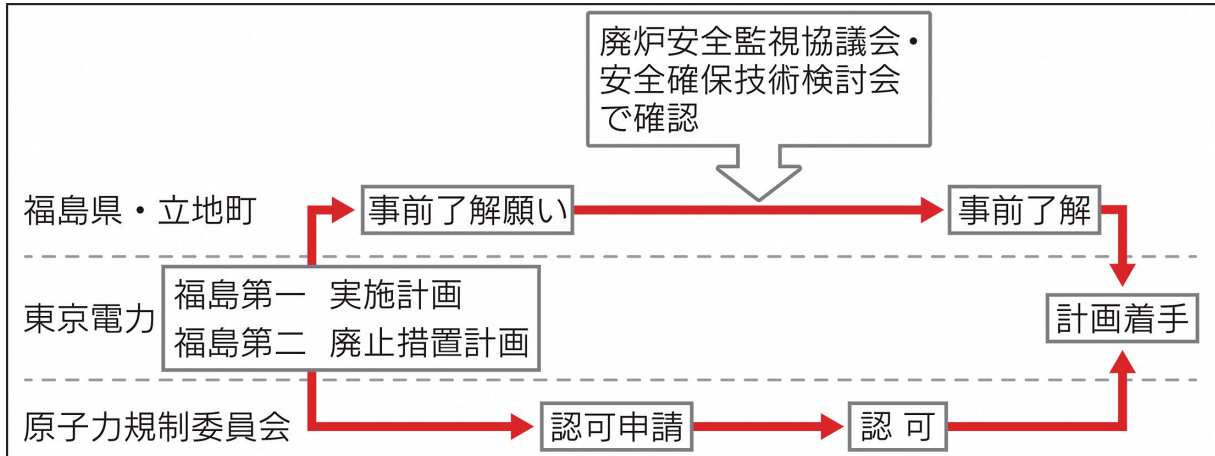 廃炉安全監視協議会・
安全確保技術検討会
で確認
福島県・立地町
事前了解願い
事前了解
東京電力
福島第一 実施計画
福島第二 廃止措置計画
計画着手
原子力規制委員会
認可申請
認 可